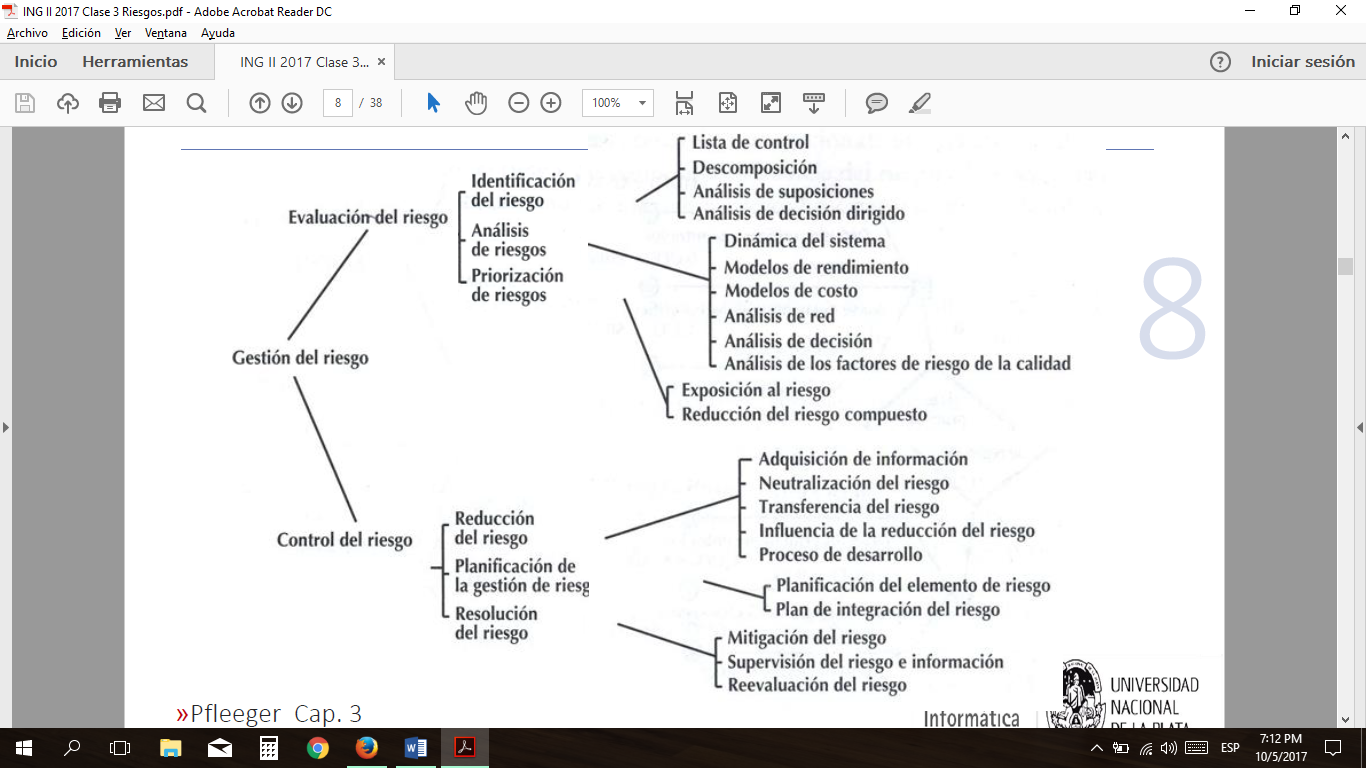 ING II 2017 Clase 3 Riesgos.pdf - Adobe Acrobat Reader DC
Archivo Edición Ver Ventana Ayuda
Inicio Herramientas ING II 2017 Clase 3... × ? Iniciar sesión
8 / 38 100%
Lista de control
Descomposición
Análisis de suposiciones
Análisis de decisión dirigido
Identificación
del riesgo
Evaluación del riesgo
Análisis
de riesgos
Priorización
de riesgos
Dinámica del sistema
Modelos de rendimiento
Modelos de costo
Análisis de red
Análisis de decisión
Análisis de los factores de riesgo de la calidad
8
Gestión del riesgo
Exposición al riesgo
Reducción del riesgo compuesto
Adquisición de información
Neutralización del riesgo
Transferencia del riesgo
Influencia de la reducción del riesgo
Proceso de desarrollo
Reducción
del riesgo
Control del riesgo
Planificación de
la gestión de riesg
Resolución
del riesgo
Planificación del elemento de riesgo
Plan de integración del riesgo
Mitigación del riesgo
Supervisión del riesgo e información
Reevaluación del riesgo
»Pfleeger Cap. 3
Informática
UNIVERSIDAD
NACIONAL
DE LA PLATA
ESP
7:12 PM
10/5/2017